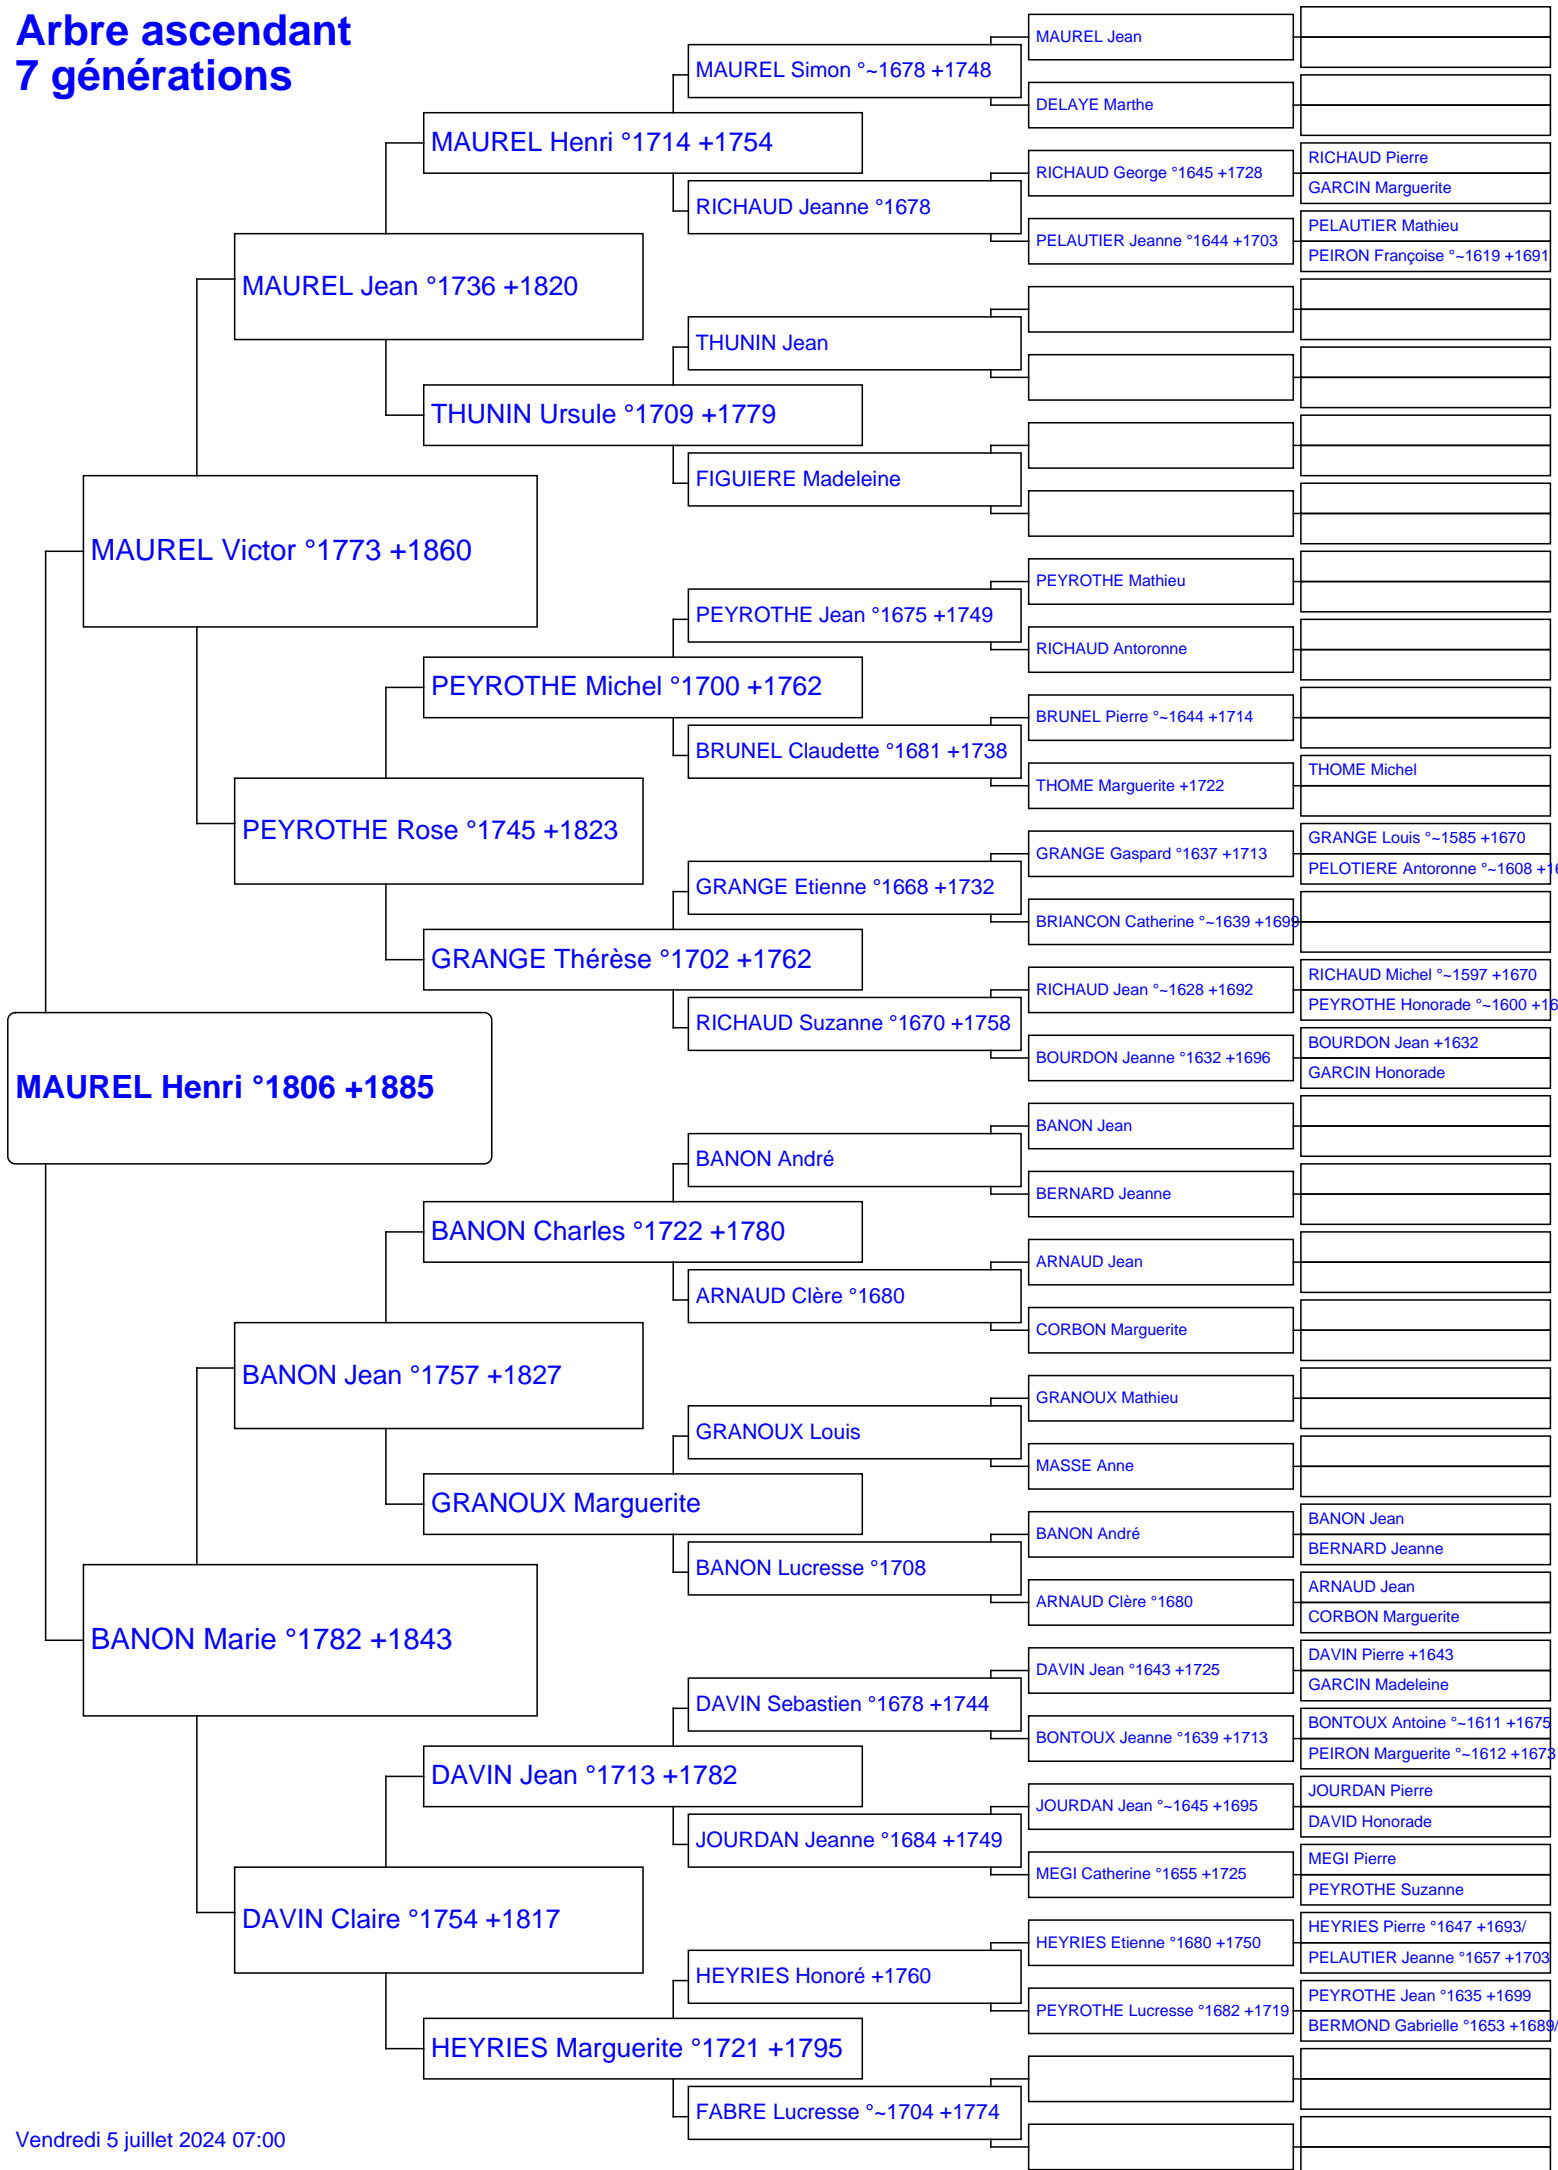 Arbre ascendant
7 générations
MAUREL Henri °1806 +1885
MAUREL Victor °1773 +1860
BANON Marie °1782 +1843
MAUREL Jean °1736 +1820
PEYROTHE Rose °1745 +1823
BANON Jean °1757 +1827
DAVIN Claire °1754 +1817
MAUREL Henri °1714 +1754
THUNIN Ursule °1709 +1779
PEYROTHE Michel °1700 +1762
GRANGE Thérèse °1702 +1762
BANON Charles °1722 +1780
GRANOUX Marguerite
DAVIN Jean °1713 +1782
HEYRIES Marguerite °1721 +1795
MAUREL Simon °~1678 +1748
RICHAUD Jeanne °1678
THUNIN Jean
FIGUIERE Madeleine
PEYROTHE Jean °1675 +1749
BRUNEL Claudette °1681 +1738
GRANGE Etienne °1668 +1732
RICHAUD Suzanne °1670 +1758
BANON André
ARNAUD Clère °1680
GRANOUX Louis
BANON Lucresse °1708
DAVIN Sebastien °1678 +1744
JOURDAN Jeanne °1684 +1749
HEYRIES Honoré +1760
FABRE Lucresse °~1704 +1774
MAUREL Jean
DELAYE Marthe
RICHAUD George °1645 +1728
PELAUTIER Jeanne °1644 +1703
PEYROTHE Mathieu
RICHAUD Antoronne
BRUNEL Pierre °~1644 +1714
THOME Marguerite +1722
GRANGE Gaspard °1637 +1713
BRIANCON Catherine °~1639 +1699
RICHAUD Jean °~1628 +1692
BOURDON Jeanne °1632 +1696
BANON Jean
BERNARD Jeanne
ARNAUD Jean
CORBON Marguerite
GRANOUX Mathieu
MASSE Anne
BANON André
ARNAUD Clère °1680
DAVIN Jean °1643 +1725
BONTOUX Jeanne °1639 +1713
JOURDAN Jean °~1645 +1695
MEGI Catherine °1655 +1725
HEYRIES Etienne °1680 +1750
PEYROTHE Lucresse °1682 +1719
RICHAUD Pierre
GARCIN Marguerite
PELAUTIER Mathieu
PEIRON Françoise °~1619 +1691
THOME Michel
GRANGE Louis °~1585 +1670
PELOTIERE Antoronne °~1608
RICHAUD Michel °~1597 +1670
PEYROTHE Honorade °~1600
BOURDON Jean +1632
GARCIN Honorade
BANON Jean
BERNARD Jeanne
ARNAUD Jean
CORBON Marguerite
DAVIN Pierre +1643
GARCIN Madeleine
BONTOUX Antoine °~1611 +1675
PEIRON Marguerite °~1612 +1673
JOURDAN Pierre
DAVID Honorade
MEGI Pierre
PEYROTHE Suzanne
HEYRIES Pierre °1647 +1693/
PELAUTIER Jeanne °1657 +1703
PEYROTHE Jean °1635 +1699
BERMOND Gabrielle °1653 +1689/
Vendredi 5 juillet 2024 07:00